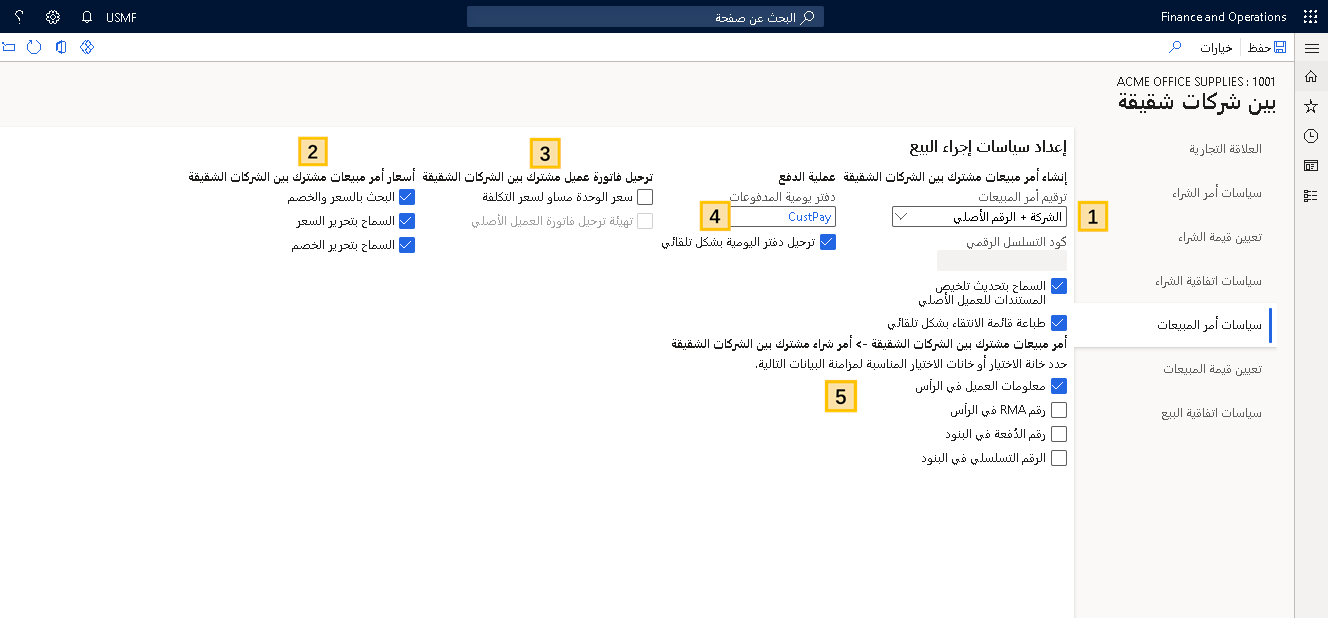 Finance and Operations
البحث عن صفحة
USMF
حفظ
خيارات
ACME OFFICE SUPPLIES : 1001
بين شركات شقيقة
العلاقة التجارية
سياسات أمر الشراء
تعيين قيمة الشراء
سياسات اتفاقية الشراء
سياسات أمر المبيعات
تعيين قيمة المبيعات
سياسات اتفاقية البيع
إعداد سياسات إجراء البيع
إنشاء أمر مبيعات مشترك بين الشركات الشقيقة
ترقيم أمر المبيعات
1
الشركة + الرقم الأصلي
كود التسلسل الرقمي
السماح بتحديث تلخيص
المستندات للعميل الأصلي
طباعة قائمة الانتقاء بشكل تلقائي
عملية الدفع
دفتر يومية المدفوعات
CustPay
4
ترحيل دفتر اليومية بشكل تلقائي
3
ترحيل فاتورة عميل مشترك بين الشركات الشقيقة
سعر الوحدة مساو لسعر التكلفة
تهيئة ترحيل فاتورة العميل الأصلي
2
أسعار أمر مبيعات مشترك بين الشركات الشقيقة
البحث بالسعر والخصم
السماح بتحرير السعر
السماح بتحرير الخصم
أمر مبيعات مشترك بين الشركات الشقيقة -> أمر شراء مشترك بين الشركات الشقيقة
حدد خانة الاختيار أو خانات الاختيار المناسبة لمزامنة البيانات التالية.
5
معلومات العميل في الرأس
رقم RMA في الرأس
رقم الدُفعة في البنود
الرقم التسلسلي في البنود